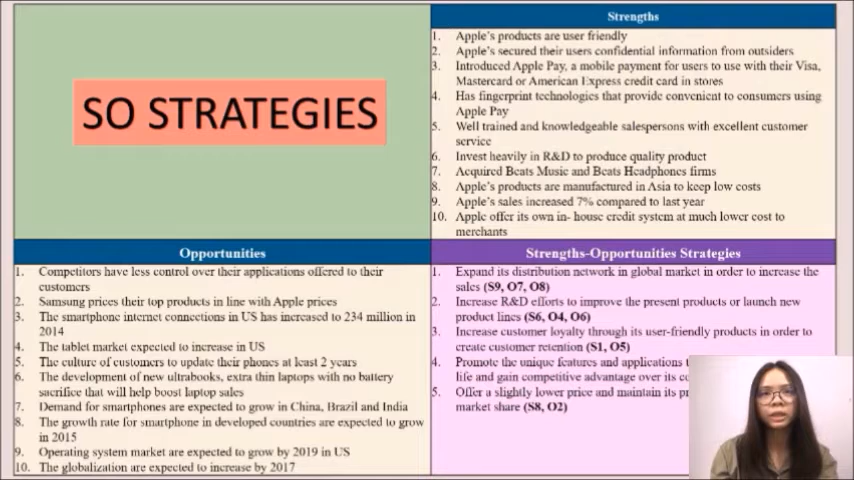 SO STRATEGIES
Strengths
1. Apple's products are user friendly
2. Apple's secured their users confidential information from outsiders
3. Introduced Apple Pay, a mobile payment for users to use with their Visa,
Mastercard or American Express credit card in stores
4. Has fingerprint technologies that provide convenient to consumers using
Apple Pay
5. Well trained and knowledgeable salespersons with excellent customer
service
6. Invest heavily in R&D to produce quality product
7. Acquired Beats Music and Beats Headphones firms
8. Apple's products are manufactured in Asia to keep low costs
9. Apple's sales increased 7% compared to last year
10. Apple offer its own in- house credit system at much lower cost to
merchants
Opportunities
1. Competitors have less control over their applications offered to their
customers
2. Samsung prices their top products in line with Apple prices
3. The smartphone internet connections in US has increased to 234 million in
2014
4. The tablet market expected to increase in US
5. The culture of customers to update their phones at least 2 years
6. The development of new ultrabooks, extra thin laptops with no battery
sacrifice that will help boost laptop sales
7. Demand for smartphones are expected to grow in China, Brazil and India
8. The growth rate for smartphone in developed countries are expected to grow
in 2015
9. Operating system market are expected to grow by 2019 in US
10. The globalization are expected to increase by 2017
Strengths-Opportunities Strategies
1. Expand its distribution network in global market in order to increase the
sales (S9, O7, O8)
2. Increase R&D efforts to improve the present products or launch new
product lines (S6, O4, O6)
3. Increase customer loyalty through its user-friendly products in order to
create customer retention (S1, O5)
4. Promote the unique features and applications
life and gain competitive advantage over its
5. Offer a slightly lower price and maintain its
market share (S8, O2)